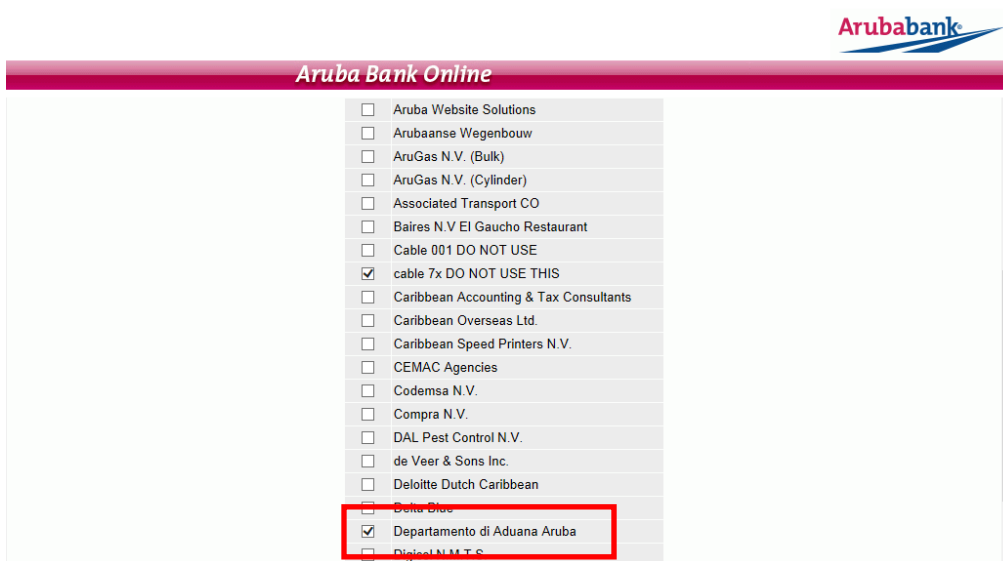 Arubabank
Aruba Bank Online
Aruba Website Solutions
Arubaanse Wegenbouw
AruGas N.V. (Bulk)
AruGas N.V. (Cylinder)
Associated Transport CO
Baires N.V El Gaucho Restaurant
Cable 001 DO NOT USE
cable 7x DO NOT USE THIS
Caribbean Accounting & Tax Consultants
Caribbean Overseas Ltd.
Caribbean Speed Printers N.V.
CEMAC Agencies
Codemsa N.V.
Compra N.V.
DAL Pest Control N.V.
de Veer & Sons Inc.
Deloitte Dutch Caribbean
Delta Blue
Departamento di Aduana Aruba
Digicel N.M.T.S.